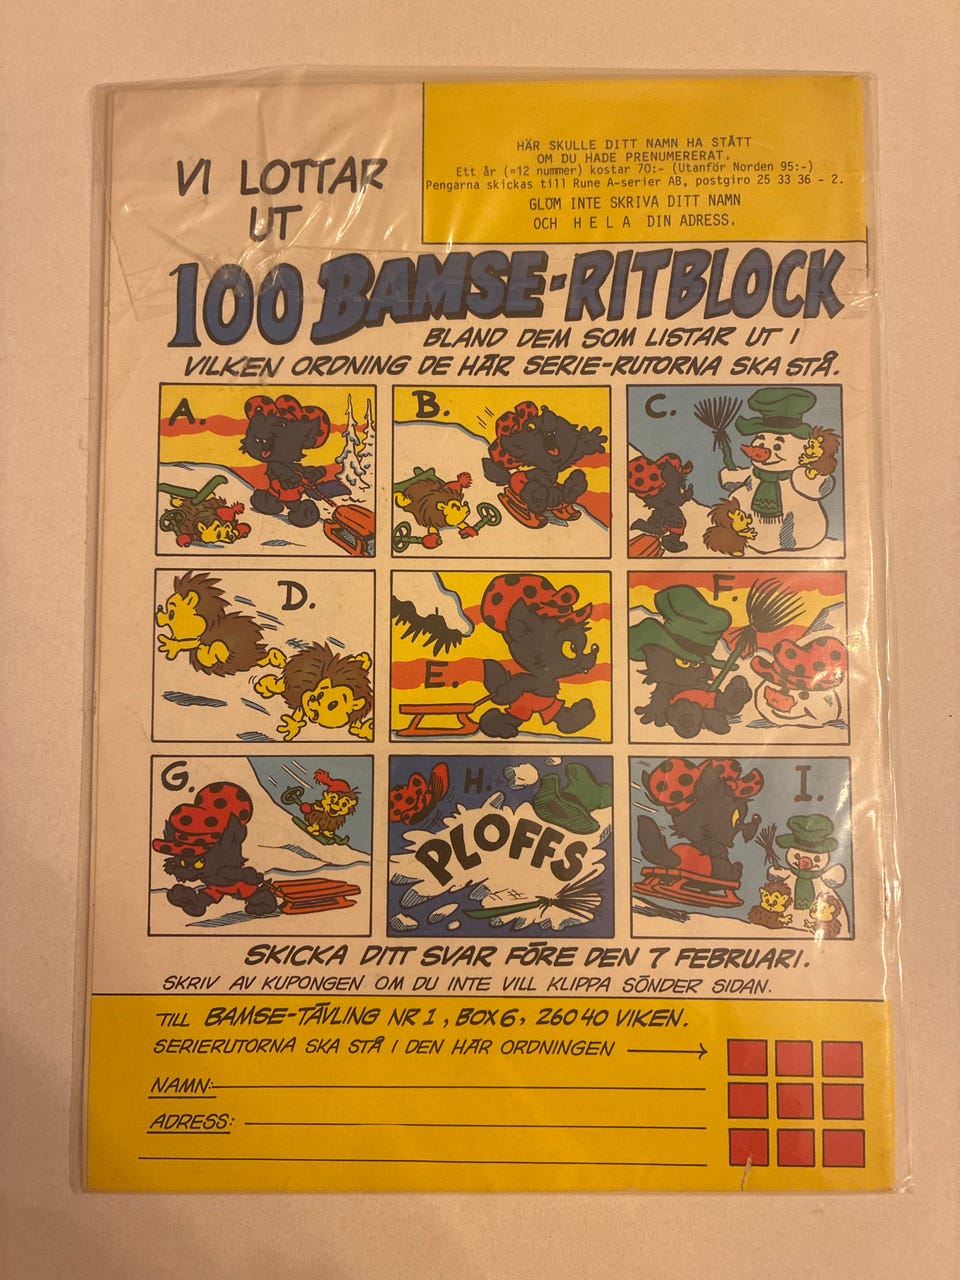 VI LOTTAR
UT
HÄR SKULLE DITT NAMN HA STÅTT
OM DU HADE PRENUMERERAT.
Ett år (=12 nummer) kostar 70:- (Utanför Norden 95:-)
Pengarna skickas till Rune A-serier AB, postgiro 25 33 36 - 2.
GLÖM INTE SKRIVA DITT NAMN
OCH H E L A DIN ADRESS.
100 BAMSE-RITBLOCK
BLAND DEM SOM LISTAR UT I
VILKEN ORDNING DE HÄR SERIE-RUTORNA SKA STÅ.
A.
B.
C.
D.
E.
F.
G.
H.
PLOFFS
I.
SKICKA DITT SVAR FÖRE DEN 7 FEBRUARI.
SKRIV AV KUPONGEN OM DU INTE VILL KLIPPA SÖNDER SIDAN.
TILL BAMSE-TÄVLING NR 1, BOX 6, 260 40 VIKEN.
SERIERUTORNA SKA STÅ I DEN HÄR ORDNINGEN
NAMN:
ADRESS: